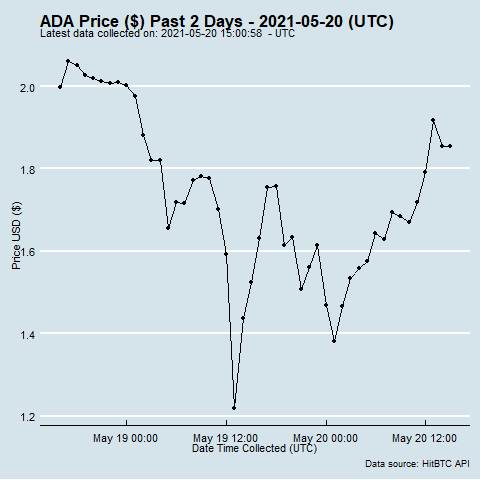 ADA Price ($) Past 2 Days - 2021-05-20 (UTC)
Latest data collected on: 2021-05-20 15:00:58 - UTC
Price USD ($)
2.0
1.8
1.6
1.4
1.2
May 19 00:00 May 19 12:00 May 20 00:00 May 20 12:00
Date Time Collected (UTC)
Data source: HitBTC API